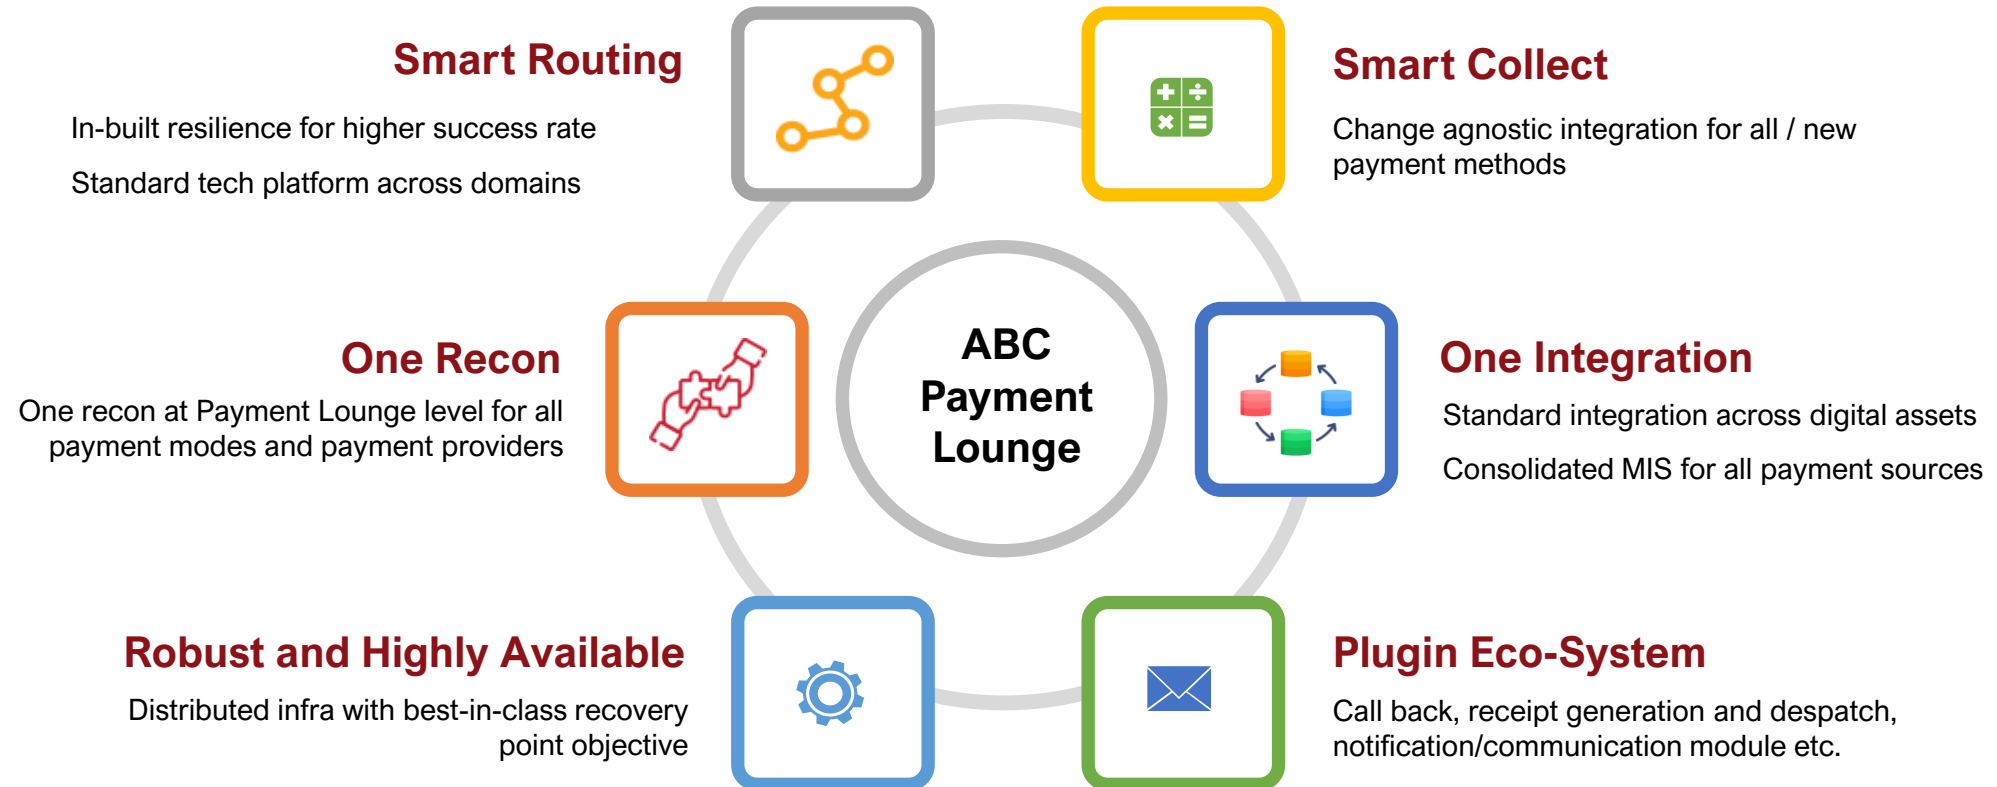 Smart Routing
In-built resilience for higher success rate
Standard tech platform across domains
Smart Collect
Change agnostic integration for all / new
payment methods
ABC
Payment
Lounge
One Recon
One recon at Payment Lounge level for all
payment modes and payment providers
One Integration
Standard integration across digital assets
Consolidated MIS for all payment sources
Robust and Highly Available
Distributed infra with best-in-class recovery
point objective
Plugin Eco-System
Call back, receipt generation and despatch,
notification/communication module etc.